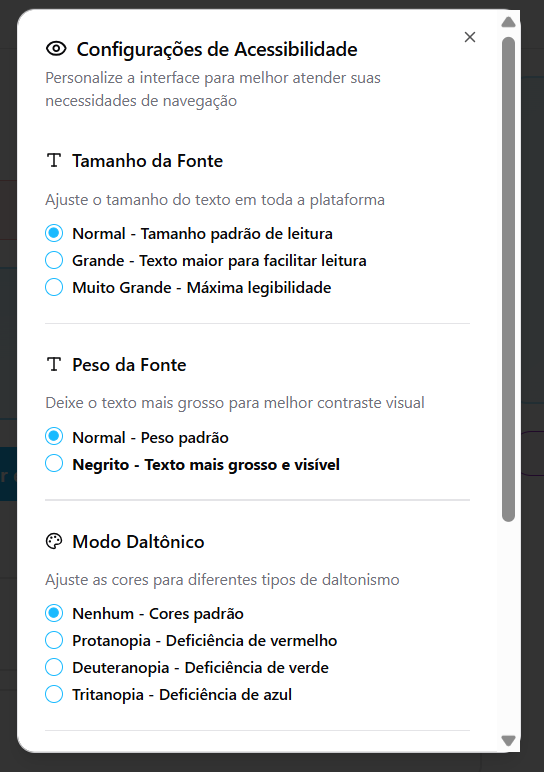 Configurações de Acessibilidade
Personalize a interface para melhor atender suas
necessidades de navegação
Tamanho da Fonte
Ajuste o tamanho do texto em toda a plataforma
Normal - Tamanho padrão de leitura
Grande - Texto maior para facilitar leitura
Muito Grande - Máxima legibilidade
Peso da Fonte
Deixe o texto mais grosso para melhor contraste visual
Normal - Peso padrão
Negrito - Texto mais grosso e visível
Modo Daltônico
Ajuste as cores para diferentes tipos de daltonismo
Nenhum - Cores padrão
Protanopia - Deficiência de vermelho
Deuteranopia - Deficiência de verde
Tritanopia - Deficiência de azul